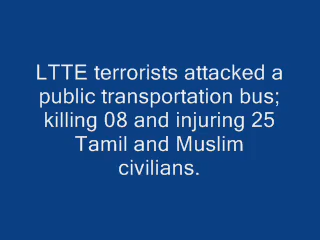 LTTE terrorists attacked a
public transportation bus;
killing 08 and injuring 25
Tamil and Muslim
civilians.